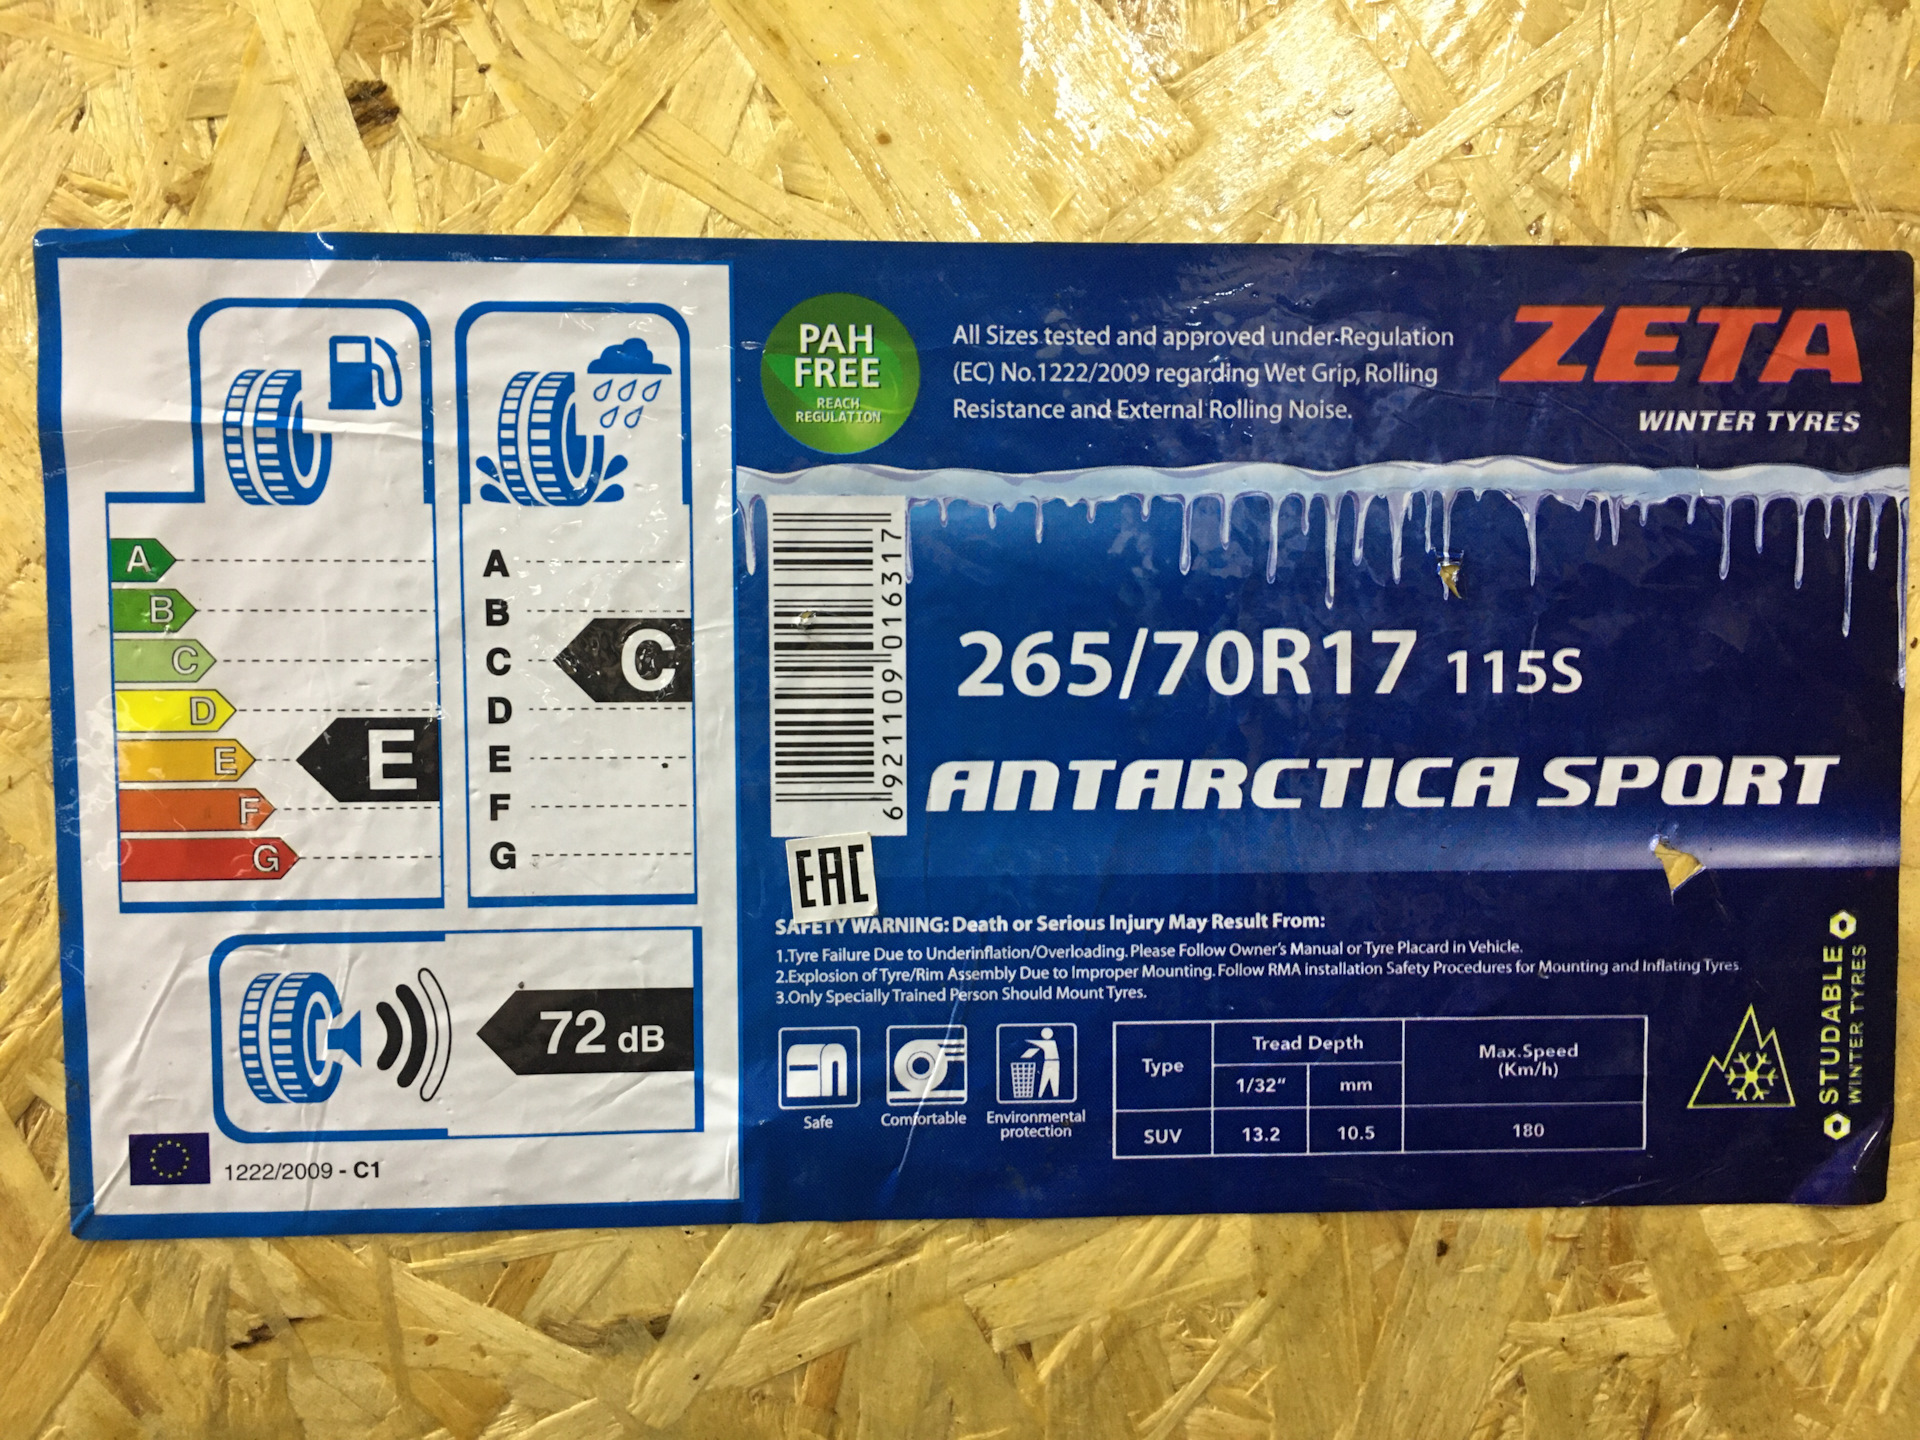 A
B
C
D
E
F
G
E
A
B
C
D
E
F
G
C
72 dB
1222/2009 - C1
PAH
FREE
REACH
REGULATION
All Sizes tested and approved under Regulation
(EC) No.1222/2009 regarding Wet Grip, Rolling
Resistance and External Rolling Noise.
ZETA
WINTER TYRES
6 921109 016317
265/70R17 115S
ANTARCTICA SPORT
EAC
SAFETY WARNING: Death or Serious Injury May Result From:
1.Tyre Failure Due to Underinflation/Overloading. Please Follow Owner's Manual or Tyre Placard in Vehicle.
2.Explosion of Tyre/Rim Assembly Due to Improper Mounting. Follow RMA installation Safety Procedures for Mounting and Inflating Tyres
3.Only Specially Trained Person Should Mount Tyres.
Safe
Comfortable
Environmental
protection
Type
Tread Depth
Max.Speed
(Km/h)
1/32"
mm
SUV
13.2
10.5
180
STUDABLE
WINTER TYRES